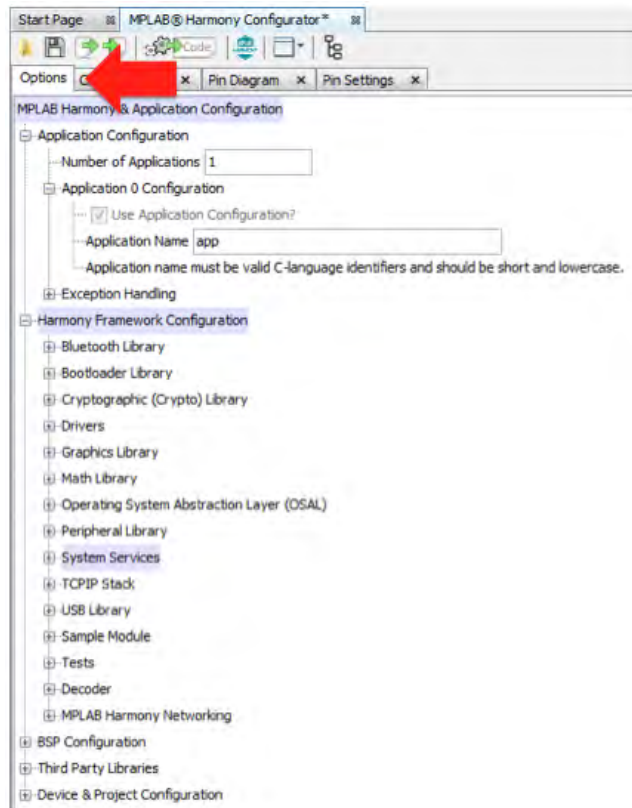 Start Page
MPLAB® Harmony Configurator*
Code
Options
Pin Diagram
Pin Settings
MPLAB Harmony & Application Configuration
Application Configuration
Number of Applications 1
Application 0 Configuration
Use Application Configuration?
Application Name app
Application name must be valid C-language identifiers and should be short and lowercase.
Exception Handling
Harmony Framework Configuration
Bluetooth Library
Bootloader Library
Cryptographic (Crypto) Library
Drivers
Graphics Library
Math Library
Operating System Abstraction Layer (OSAL)
Peripheral Library
System Services
TCPIP Stack
USB Library
Sample Module
Tests
Decoder
MPLAB Harmony Networking
BSP Configuration
Third Party Libraries
Device & Project Configuration